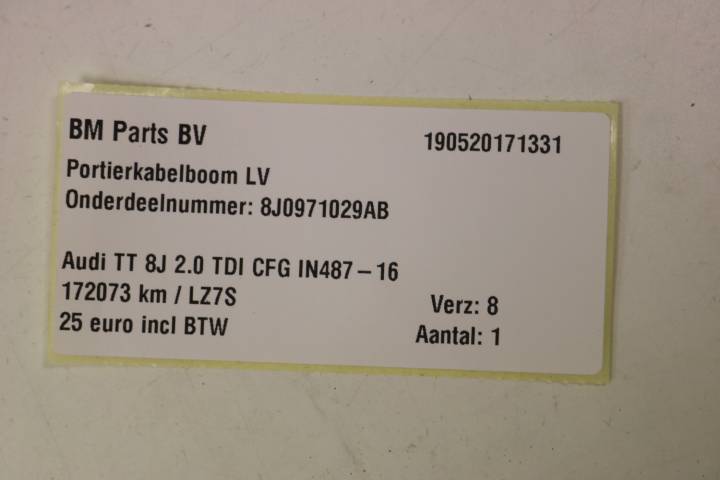 BM Parts BV 190520171331
Portierkabelboom LV
Onderdeelnummer: 8J0971029AB
Audi TT 8J 2.0 TDI CFG IN487-16
172073 km / LZ7S Verz: 8
25 euro incl BTW Aantal: 1